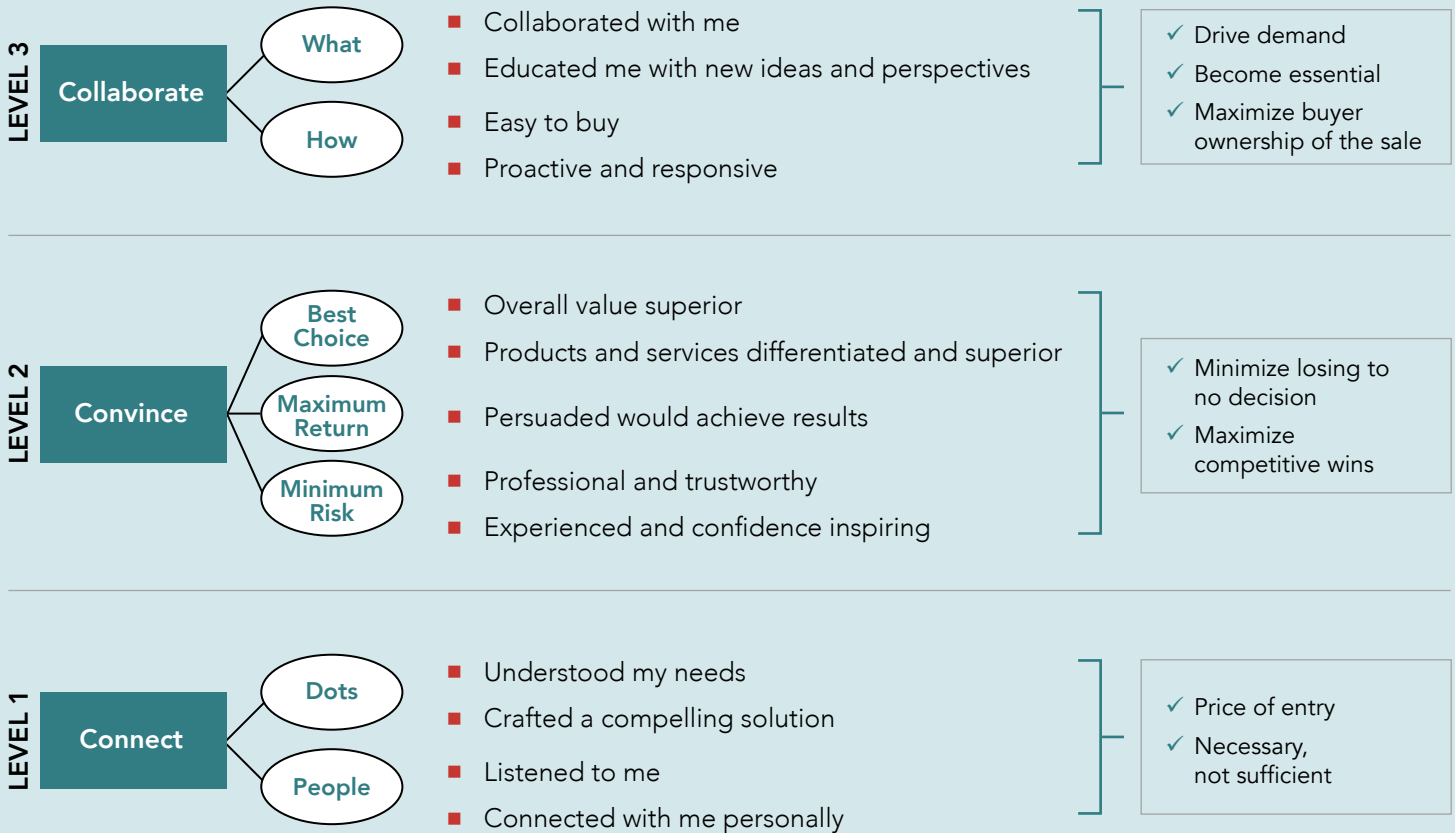 LEVEL 3
Collaborate
What
How
Collaborated with me
Educated me with new ideas and perspectives
Easy to buy
Proactive and responsive
Drive demand
Become essential
Maximize buyer
ownership of the sale
LEVEL 2
Convince
Best
Choice
Maximum
Return
Minimum
Risk
Overall value superior
Products and services differentiated and superior
Persuaded would achieve results
Professional and trustworthy
Experienced and confidence inspiring
Minimize losing to
no decision
Maximize
competitive wins
LEVEL 1
Connect
Dots
People
Understood my needs
Crafted a compelling solution
Listened to me
Connected with me personally
Price of entry
Necessary,
not sufficient